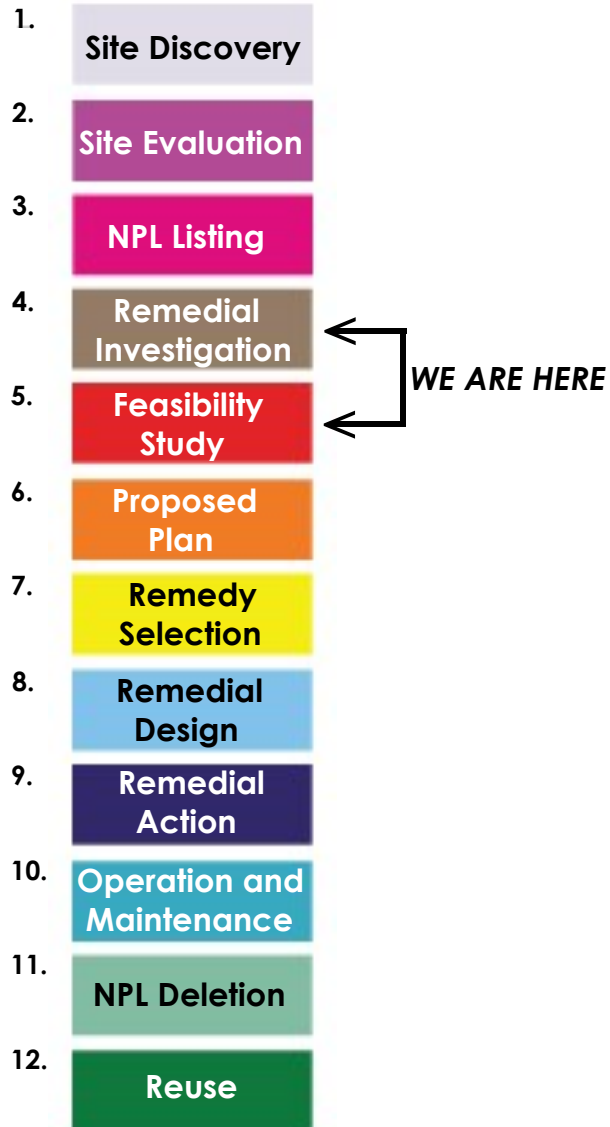 1.
Site Discovery
2.
Site Evaluation
3.
NPL Listing
4.
Remedial
Investigation
WE ARE HERE
5.
Feasibility
Study
6.
Proposed
Plan
7.
Remedy
Selection
8.
Remedial
Design
9.
Remedial
Action
10.
Operation and
Maintenance
11.
NPL Deletion
12.
Reuse